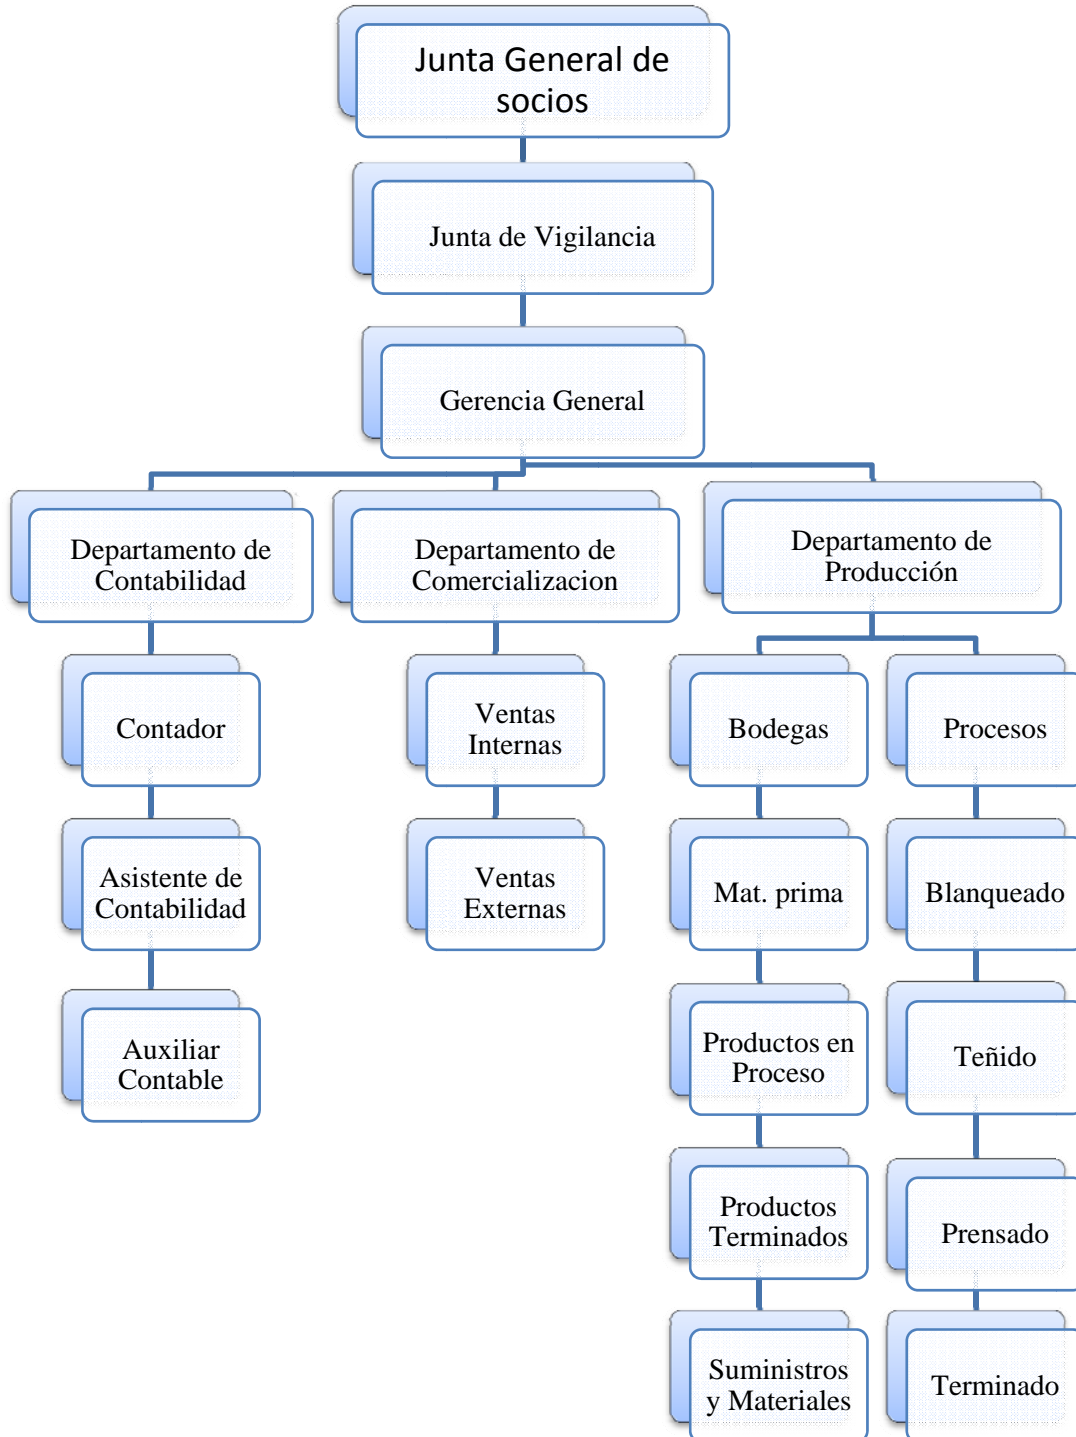 Junta General de
socios
Junta de Vigilancia
Gerencia General
Departamento de
Contabilidad
Departamento de
Comercializacion
Departamento de
Producción
Contador
Ventas
Internas
Bodegas
Procesos
Asistente de
Contabilidad
Ventas
Externas
Mat. prima
Blanqueado
Auxiliar
Contable
Productos en
Proceso
Teñido
Productos
Terminados
Prensado
Suministros
y Materiales
Terminado